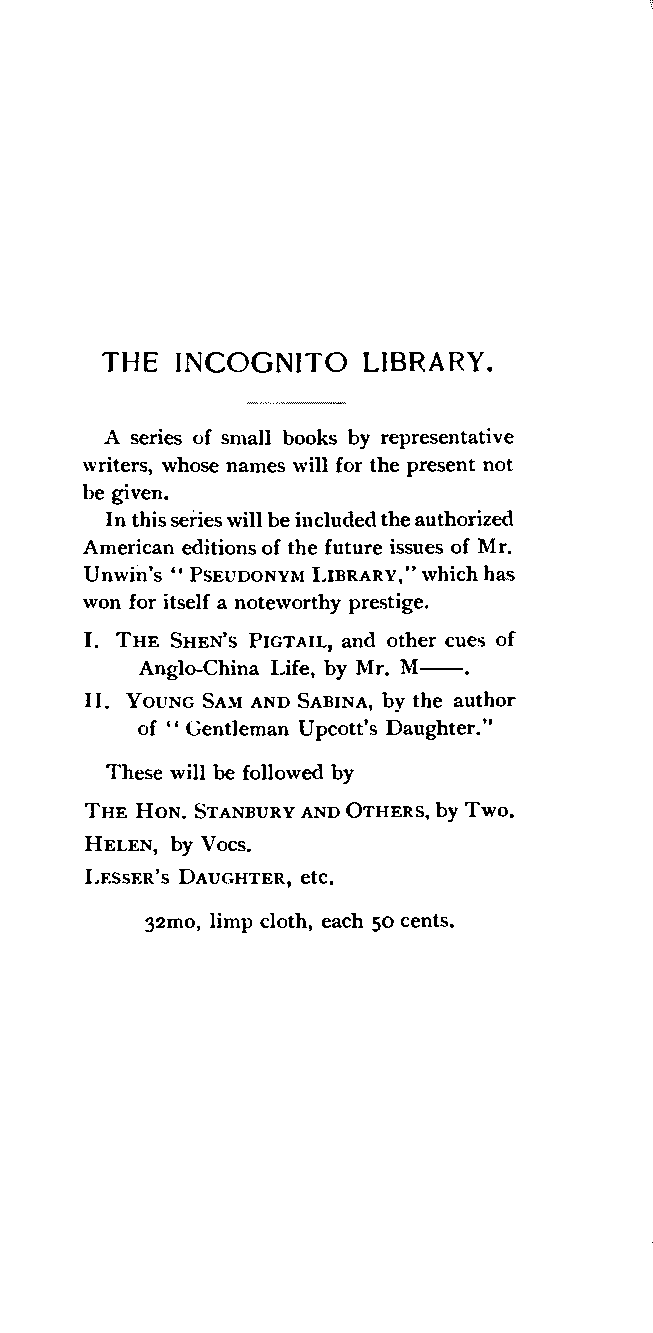 THE INCOGNITO LIBRARY.
A series of small books by representative
writers, whose names will for the present not
be given.
In this series will be included the authorized
American editions of the future issues of Mr.
Unwin's "PSEUDONYM LIBRARY," which has
won for itself a noteworthy prestige.
I. THE SHEN'S PIGTAIL, and other cues of
Anglo-China Life, by Mr. M——.
II. YOUNG SAM AND SABINA, by the author
of "Gentleman Upcott's Daughter."
These will be followed by
THE HON. STANBURY AND OTHERS, by Two.
HELEN, by Vocs.
LESSER'S DAUGHTER, etc.
32mo, limp cloth, each 50 cents.